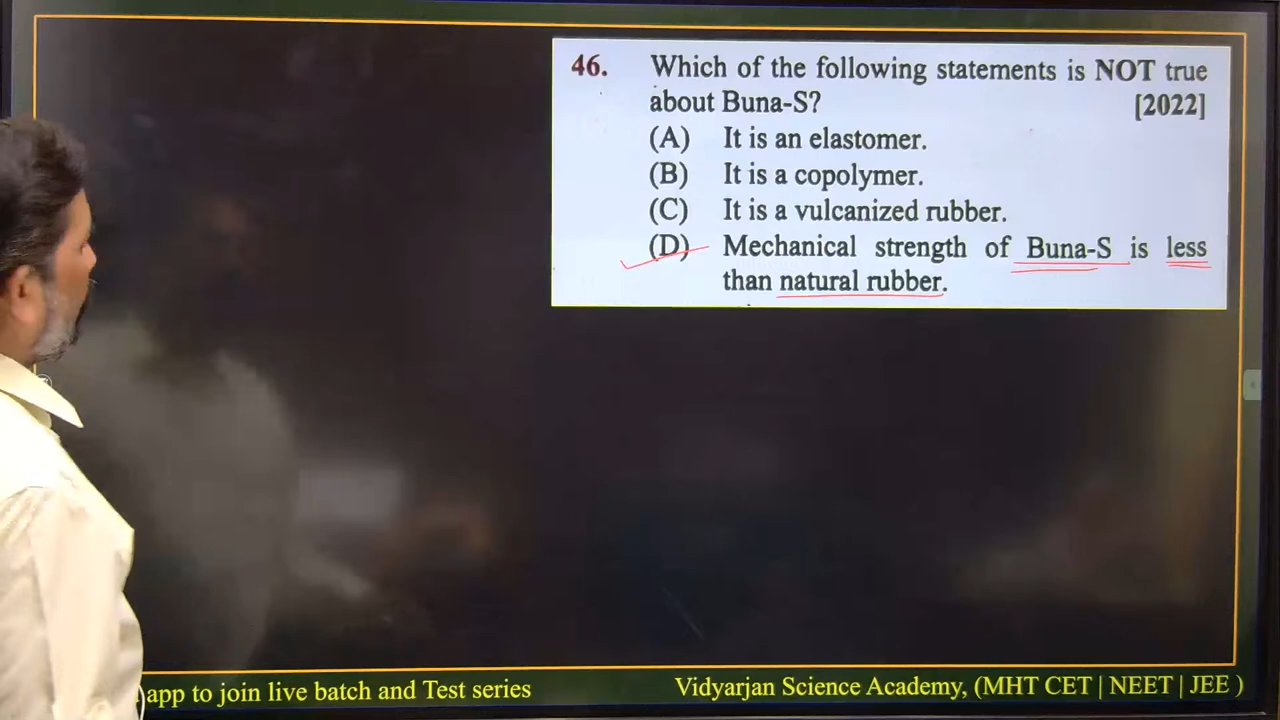 46. Which of the following statements is NOT true
about Buna-S? [2022]
(A) It is an elastomer.
(B) It is a copolymer.
(C) It is a vulcanized rubber.
(D) Mechanical strength of Buna-S is less
than natural rubber.
app to join live batch and Test series
Vidyarjan Science Academy, (MHT CET | NEET | JEE )